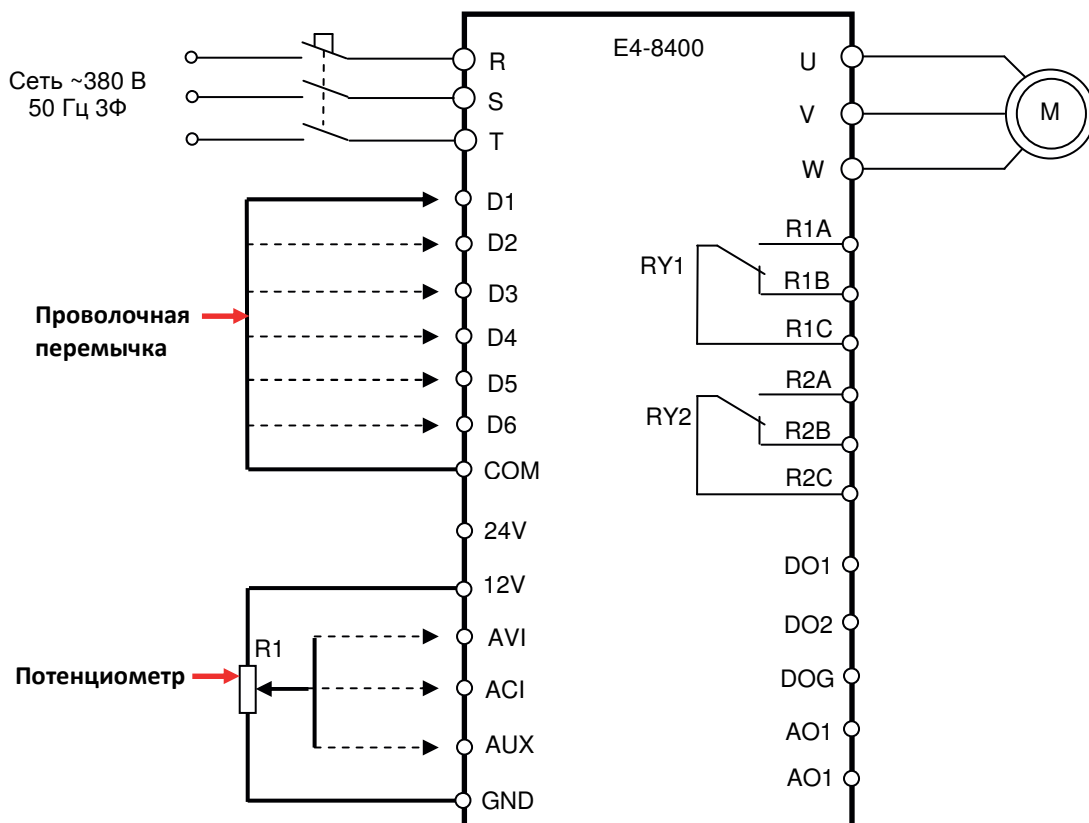 E4-8400
Сеть ~380 В
50 Гц 3Ф
R
S
T
U
V
W
M
D1
D2
D3
D4
D5
D6
COM
Проволочная
перемычка
24V
12V
AVI
ACI
AUX
GND
R1
Потенциометр
RY1
R1A
R1B
R1C
RY2
R2A
R2B
R2C
DO1
DO2
DOG
AO1
AO1